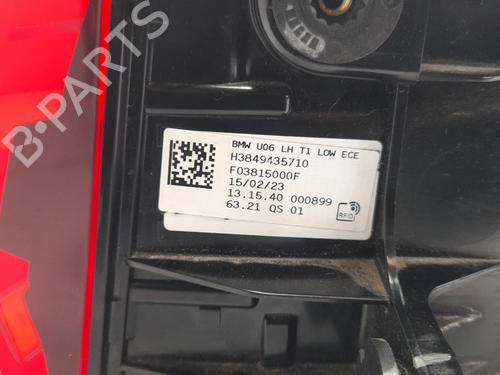 BMW U06 LH T1 LOW ECE
H3849435710
F03815000F
15/02/23
13.15.40 000899
63.21 QS 01
RFID
B-PARTS